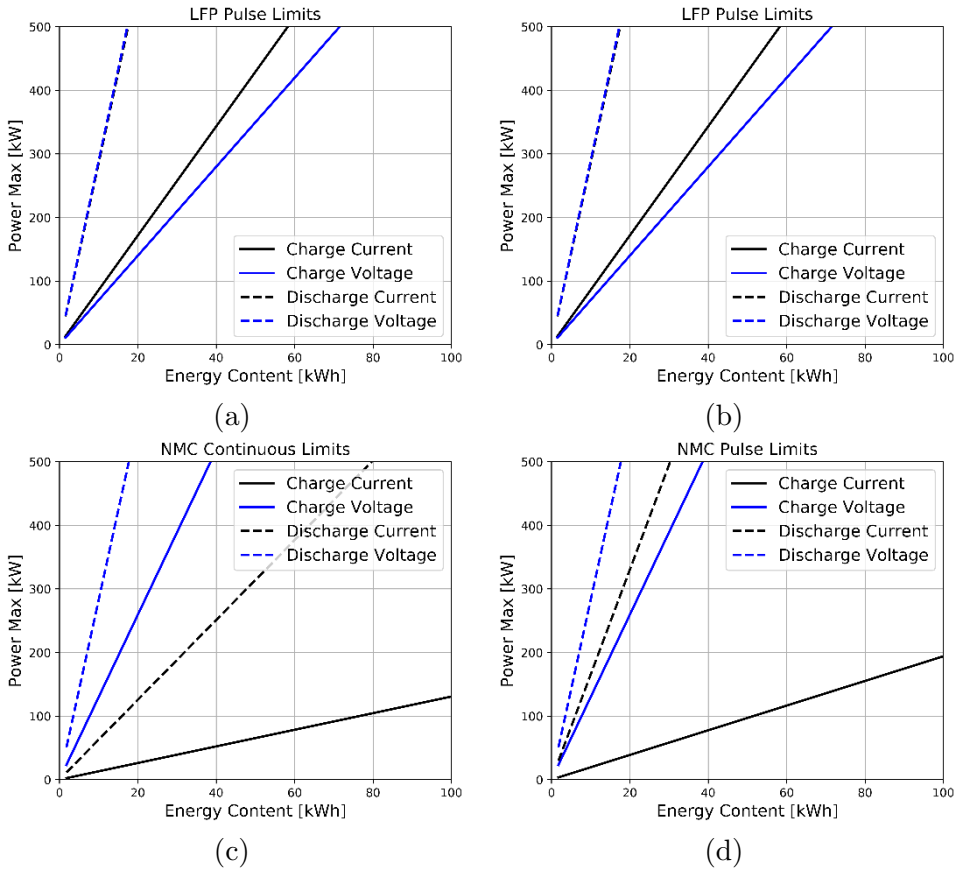 LFP Pulse Limits
500
400
300
200
100
0
Power Max [kW]
Charge Current
Charge Voltage
Discharge Current
Discharge Voltage
0 20 40 60 80 100
Energy Content [kWh]
(a)
LFP Pulse Limits
500
400
300
200
100
0
Power Max [kW]
Charge Current
Charge Voltage
Discharge Current
Discharge Voltage
0 20 40 60 80 100
Energy Content [kWh]
(b)
NMC Continuous Limits
500
400
300
200
100
0
Power Max [kW]
Charge Current
Charge Voltage
Discharge Current
Discharge Voltage
0 20 40 60 80 100
Energy Content [kWh]
(c)
NMC Pulse Limits
500
400
300
200
100
0
Power Max [kW]
Charge Current
Charge Voltage
Discharge Current
Discharge Voltage
0 20 40 60 80 100
Energy Content [kWh]
(d)